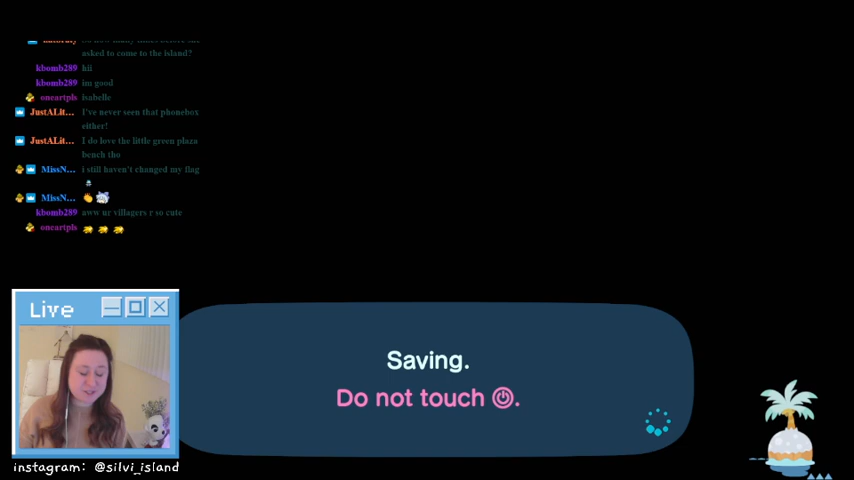 asked to come to the island?
kbomb289 hii
kbomb289 im good
oneartpls isabelle
JustALit... I've never seen that phonebox
either!
JustALit... I do love the little green plaza
bench tho
MissN... i still haven't changed my flag
MissN...
kbomb289 aww ur villagers r so cute
oneartpls
Live
Saving.
Do not touch ⏻.
instagram: @silvi_island